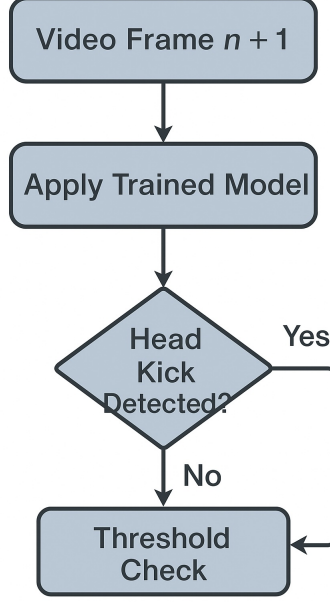 Video Frame n + 1
Apply Trained Model
Head
Kick
Detected?
Yes
No
Threshold
Check